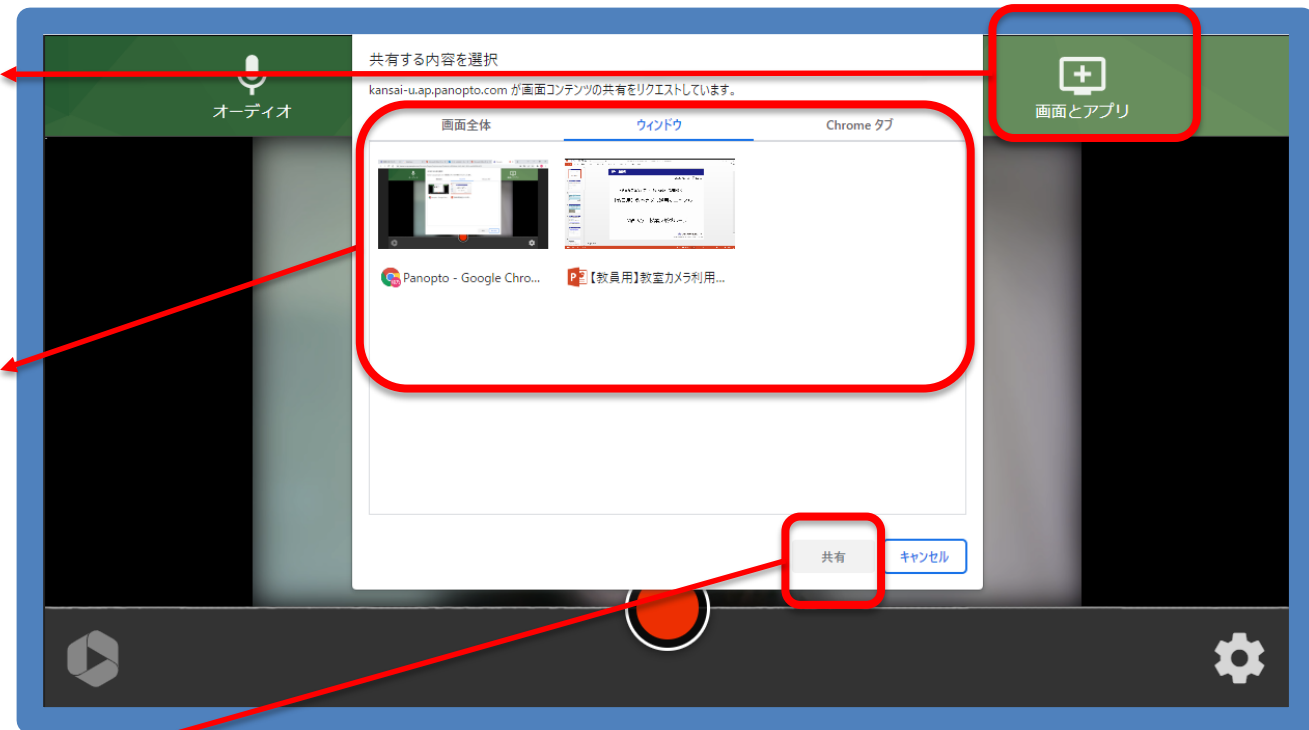 共有する内容を選択
kansai-u.ap.panopto.com が画面コンテンツの共有をリクエストしています。
オーディオ
画面とアプリ
画面全体 ウィンドウ Chrome タブ
Panopto - Google Chro... 【教員用】教室カメラ利用...
共有 キャンセル